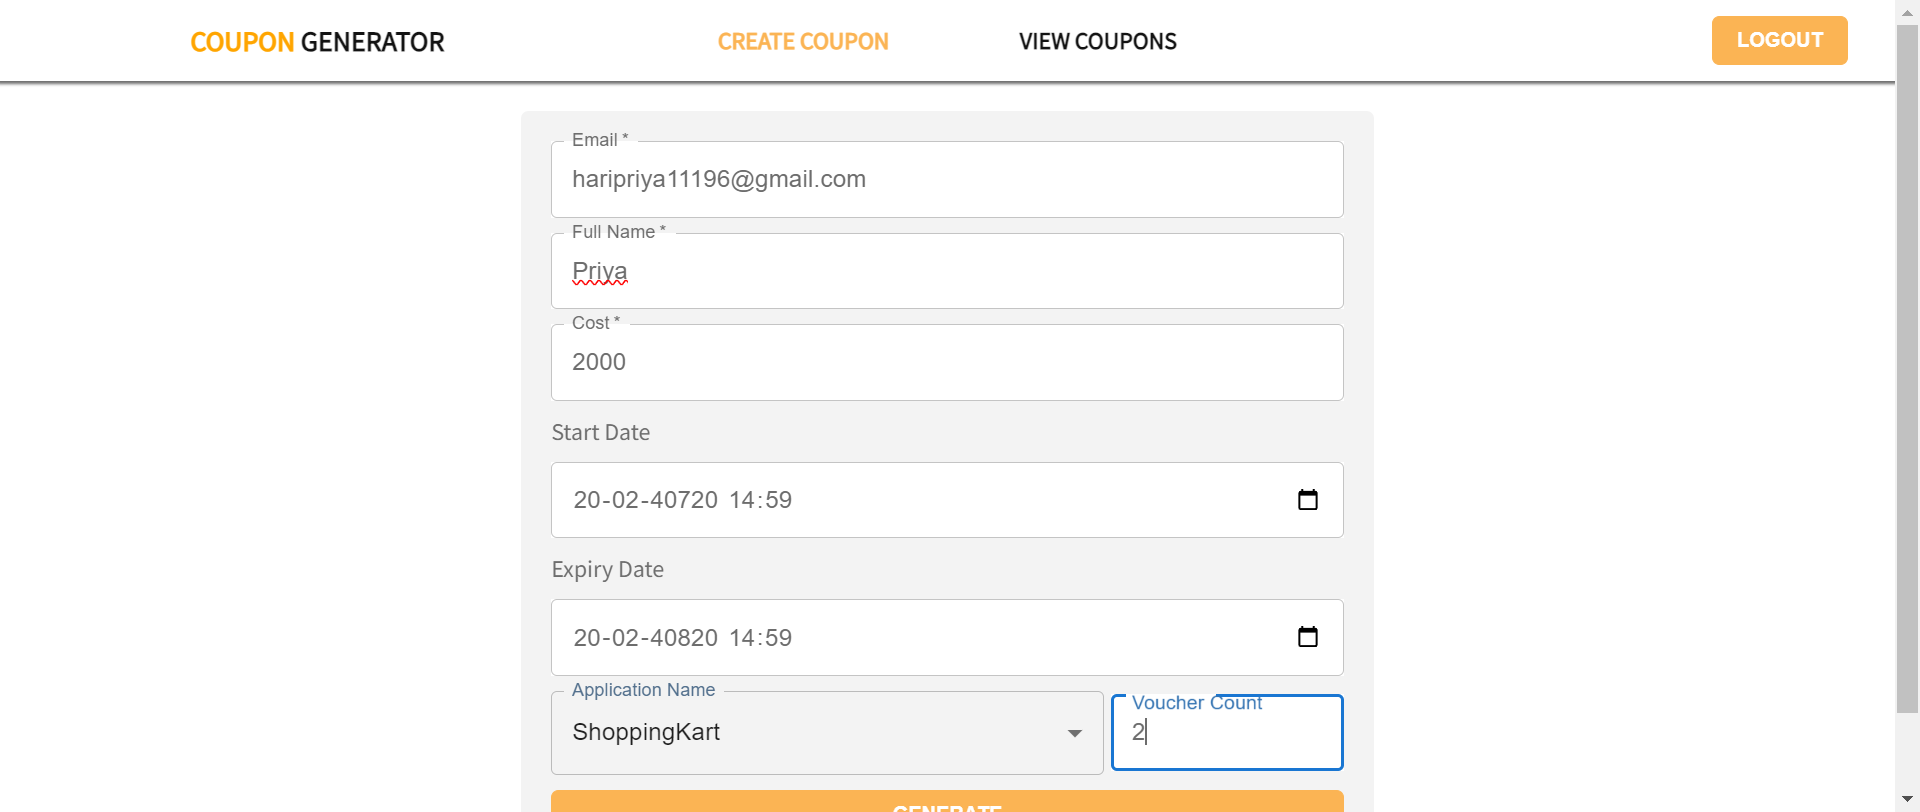 COUPON GENERATOR
CREATE COUPON
VIEW COUPONS
LOGOUT
Email *
haripriya11196@gmail.com
Full Name *
Priya
Cost *
2000
Start Date
20-02-40720 14:59
Expiry Date
20-02-40820 14:59
Application Name
ShoppingKart
Voucher Count
2
GENERATE